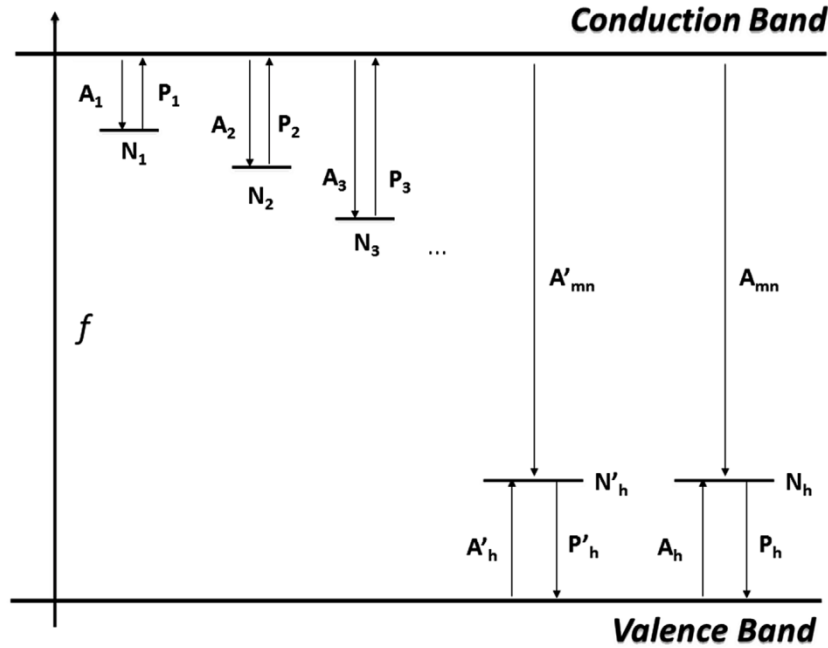 Conduction Band
A₁ P₁
A₂ P₂
N₁
A₃ P₃
N₂
N₃
...
A'ₘₙ Aₘₙ
f
N'ₕ Nₕ
A'ₕ P'ₕ Aₕ Pₕ
Valence Band